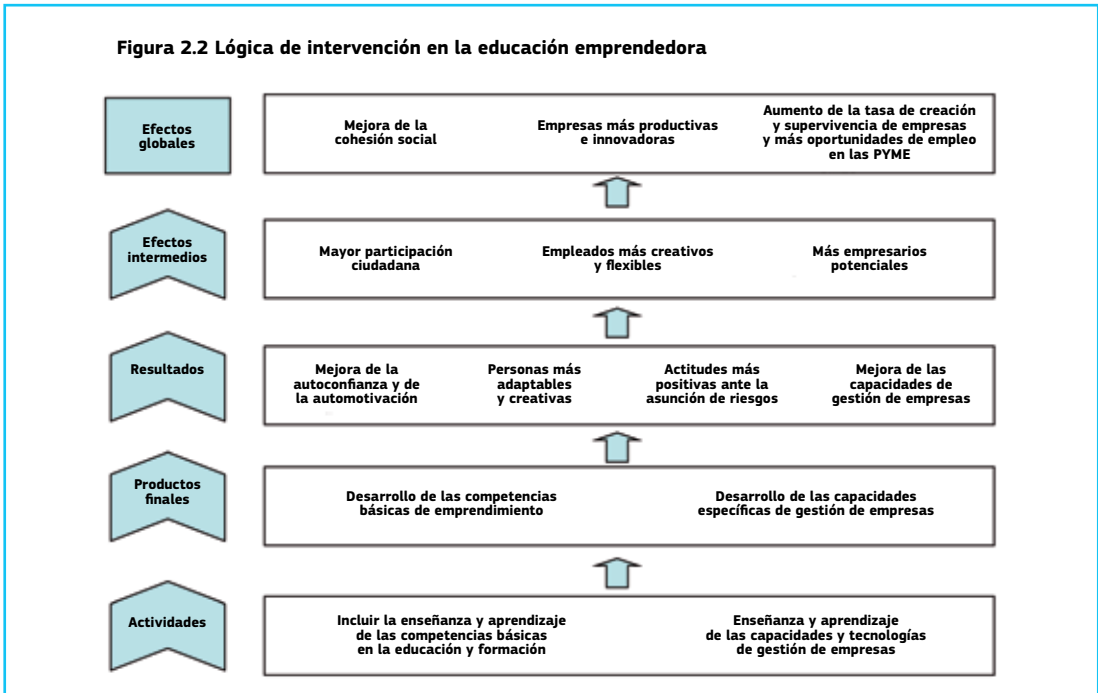 Figura 2.2 Lógica de intervención en la educación emprendedora
Efectos
globales
Mejora de la
cohesión social
Empresas más productivas
e innovadoras
Aumento de la tasa de creación
y supervivencia de empresas
y más oportunidades de empleo
en las PYME
Efectos
intermedios
Mayor participación
ciudadana
Empleados más creativos
y flexibles
Más empresarios
potenciales
Resultados
Mejora de la
autoconfianza y de
la automotivación
Personas más
adaptables
y creativas
Actitudes más
positivas ante la
asunción de riesgos
Mejora de las
capacidades de
gestión de empresas
Productos
finales
Desarrollo de las competencias
básicas de emprendimiento
Desarrollo de las capacidades
específicas de gestión de empresas
Actividades
Incluir la enseñanza y aprendizaje
de las competencias básicas
en la educación y formación
Enseñanza y aprendizaje
de las capacidades y tecnologías
de gestión de empresas